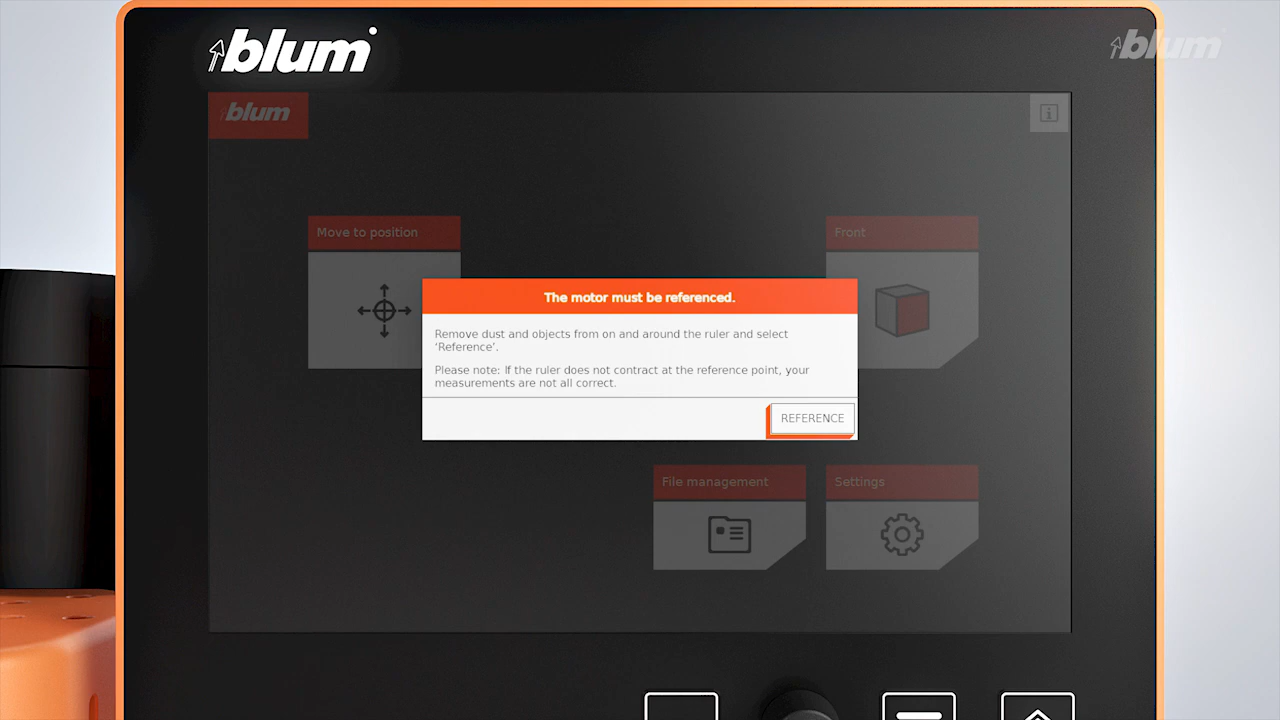 blum
blum
blum
Move to position
Front
The motor must be referenced.
Remove dust and objects from on and around the ruler and select
‘Reference’.
Please note: If the ruler does not contract at the reference point, your
measurements are not all correct.
REFERENCE
File management
Settings